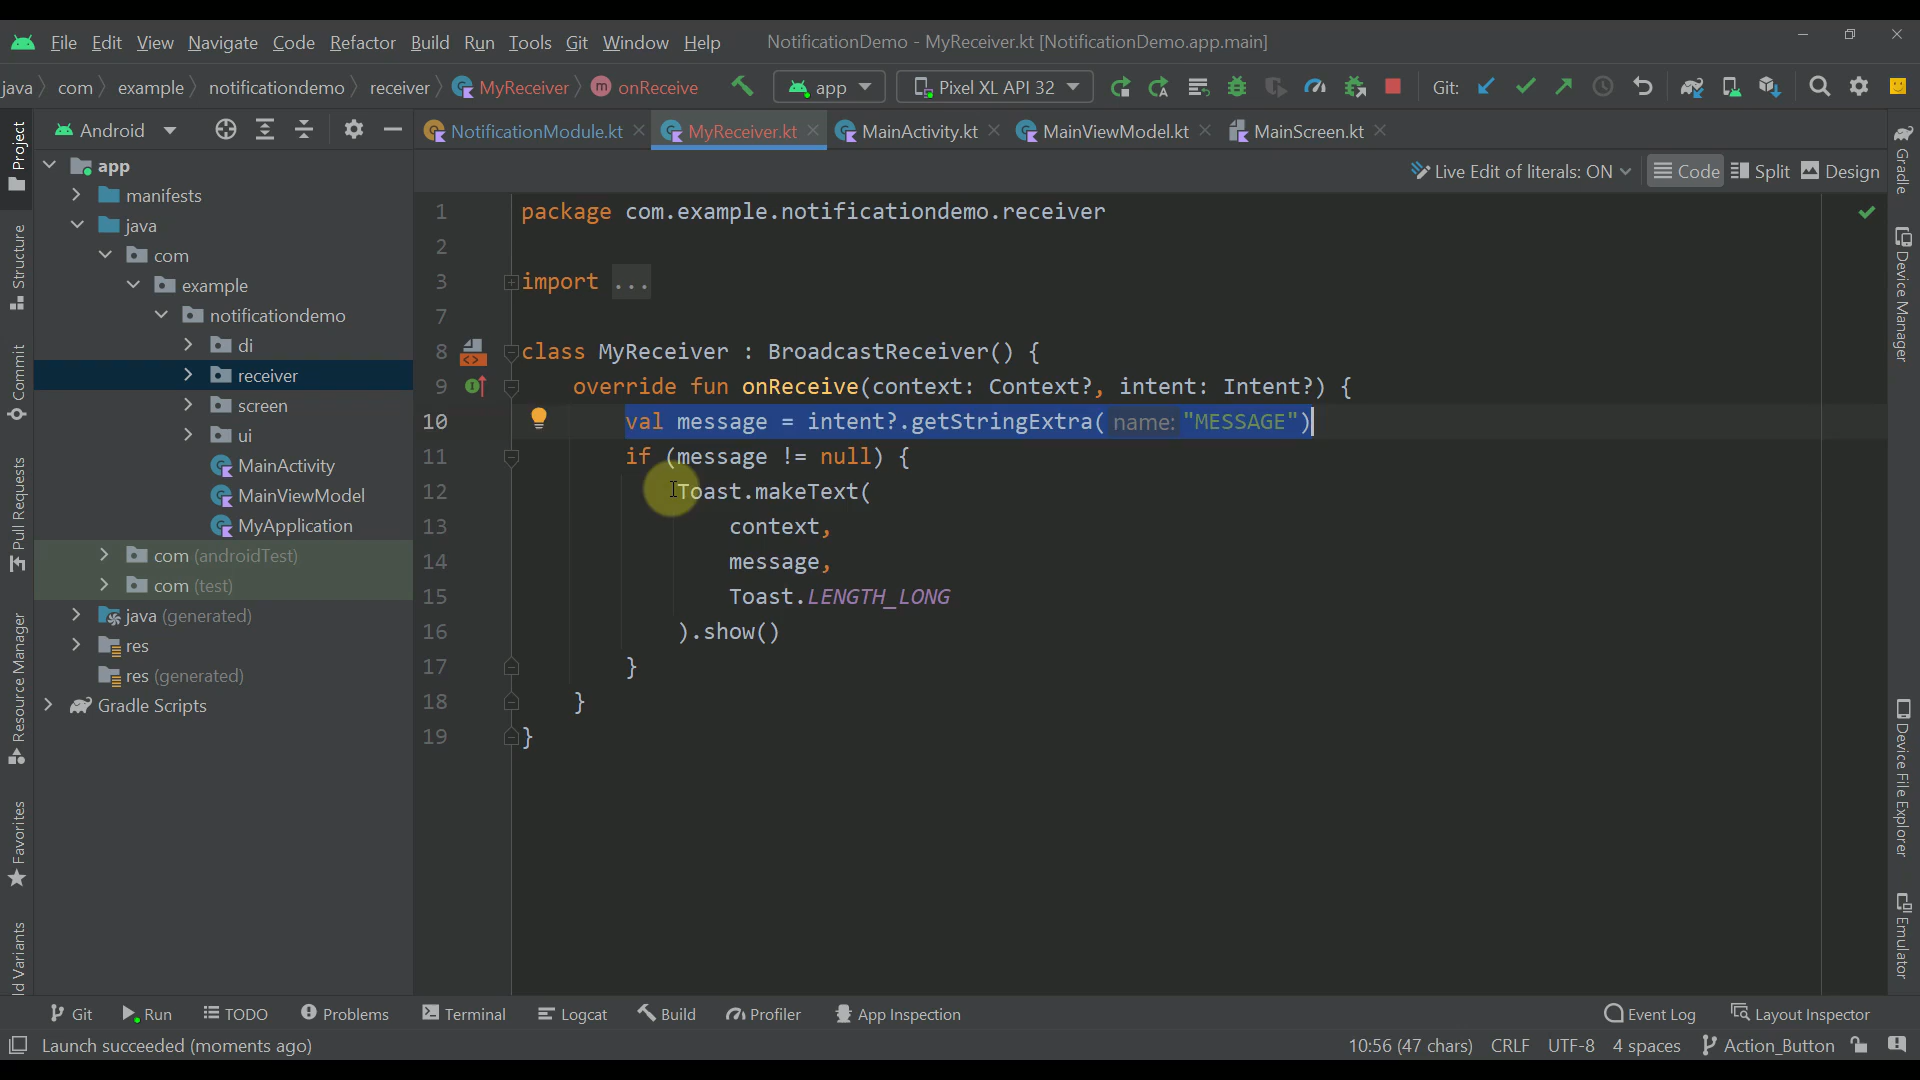 File Edit View Navigate Code Refactor Build Run Tools Git Window Help NotificationDemo - MyReceiver.kt [NotificationDemo.app.main]
java com example notificationdemo receiver MyReceiver onReceive app Pixel XL API 32 Git:
Android
NotificationModule.kt MyReceiver.kt MainActivity.kt MainViewModel.kt MainScreen.kt
Live Edit of literals: ON Code Split Design
Project
Structure
Commit
Pull Requests
Resource Manager
Favorites
ld Variants
app
manifests
java
com
example
notificationdemo
di
receiver
screen
ui
MainActivity
MainViewModel
MyApplication
com (androidTest)
com (test)
java (generated)
res
res (generated)
Gradle Scripts
1 package com.example.notificationdemo.receiver
2
3 import ...
7
8 class MyReceiver : BroadcastReceiver() {
9 override fun onReceive(context: Context?, intent: Intent?) {
10 val message = intent?.getStringExtra( name: "MESSAGE")
11 if (message != null) {
12 Toast.makeText(
13 context,
14 message,
15 Toast.LENGTH_LONG
16 ).show()
17 }
18 }
19 }
Gradle
Device Manager
Device File Explorer
Emulator
Git Run TODO Problems Terminal Logcat Build Profiler App Inspection Event Log Layout Inspector
Launch succeeded (moments ago) 10:56 (47 chars) CRLF UTF-8 4 spaces Action_Button